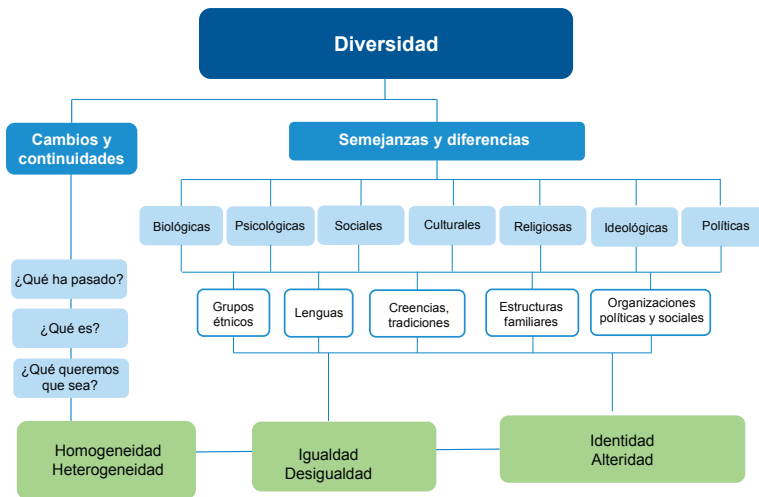 Diversidad
Cambios y
continuidades
Semejanzas y diferencias
Biológicas
Psicológicas
Sociales
Culturales
Religiosas
Ideológicas
Políticas
¿Qué ha pasado?
¿Qué es?
¿Qué queremos
que sea?
Grupos
étnicos
Lenguas
Creencias,
tradiciones
Estructuras
familiares
Organizaciones
políticas y sociales
Homogeneidad
Heterogeneidad
Igualdad
Desigualdad
Identidad
Alteridad